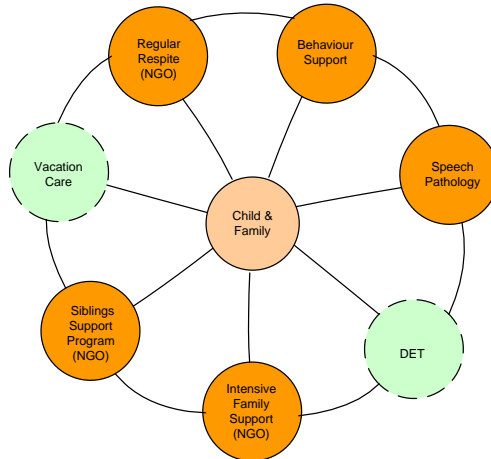 Regular
Respite
(NGO)
Behaviour
Support
Vacation
Care
Speech
Pathology
Child &
Family
Siblings
Support
Program
(NGO)
DET
Intensive
Family
Support
(NGO)